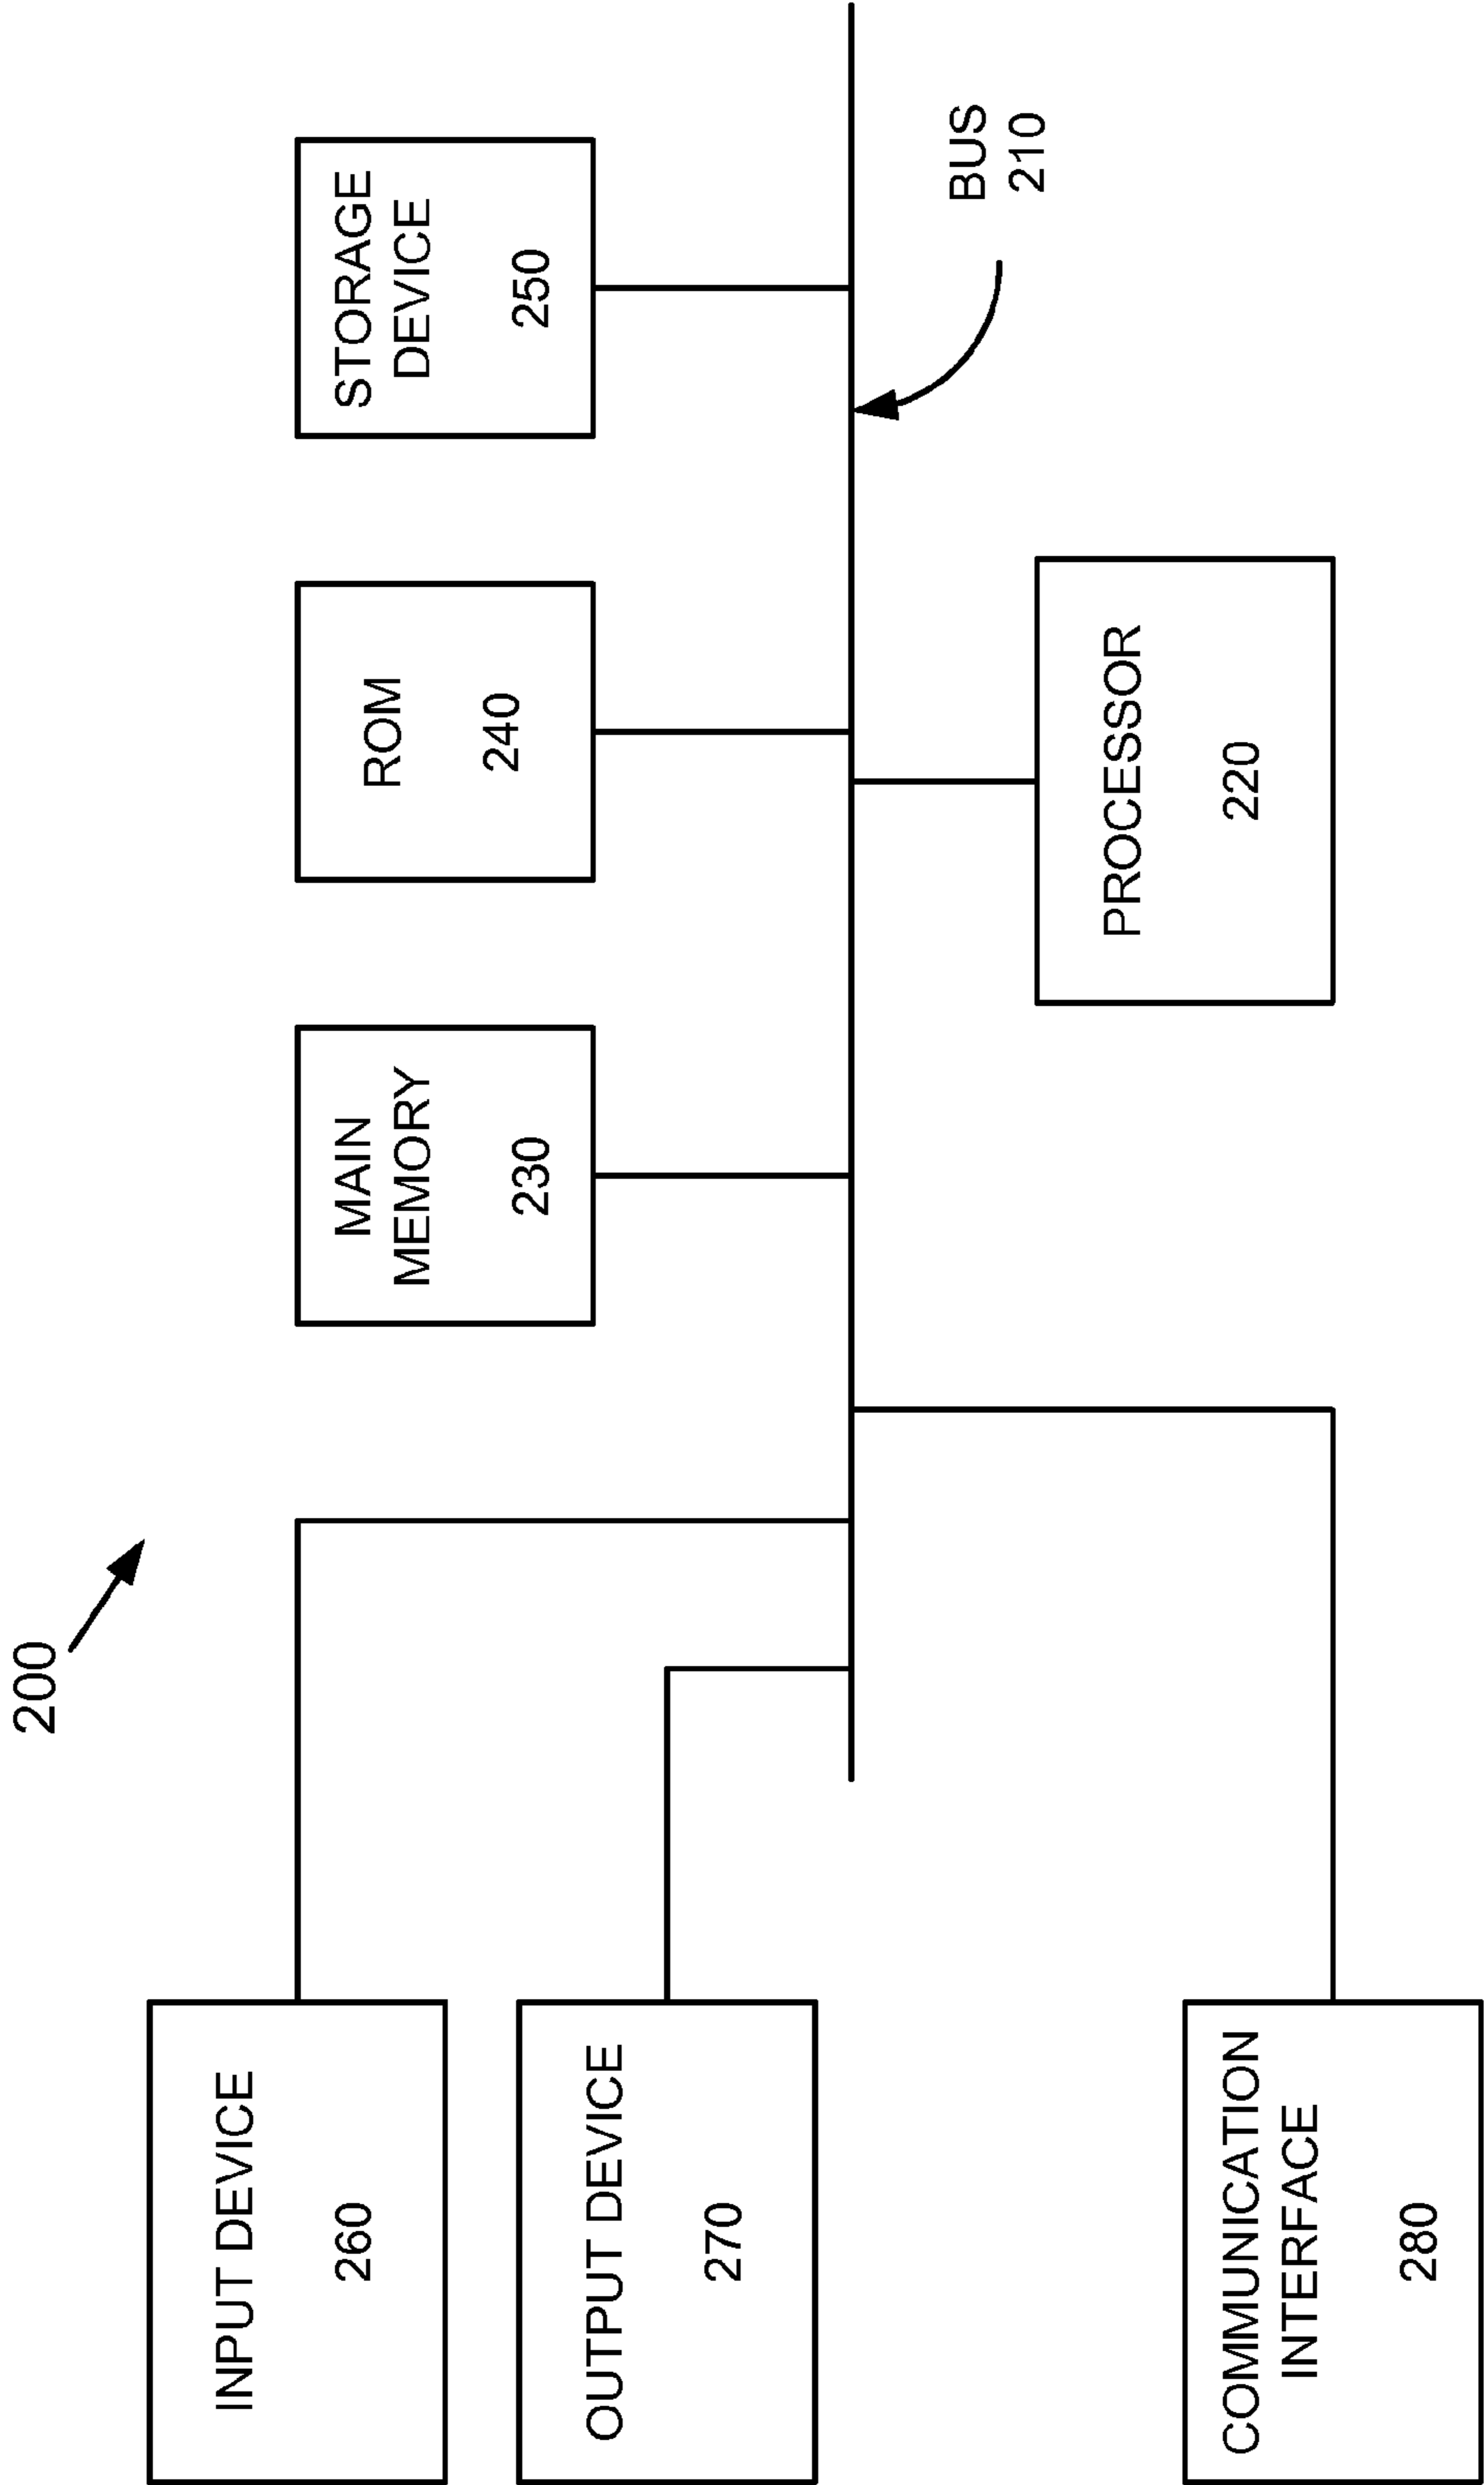 200
INPUT DEVICE
260
MAIN
MEMORY
230
ROM
240
STORAGE
DEVICE
250
OUTPUT DEVICE
270
BUS
210
COMMUNICATION
INTERFACE
280
PROCESSOR
220